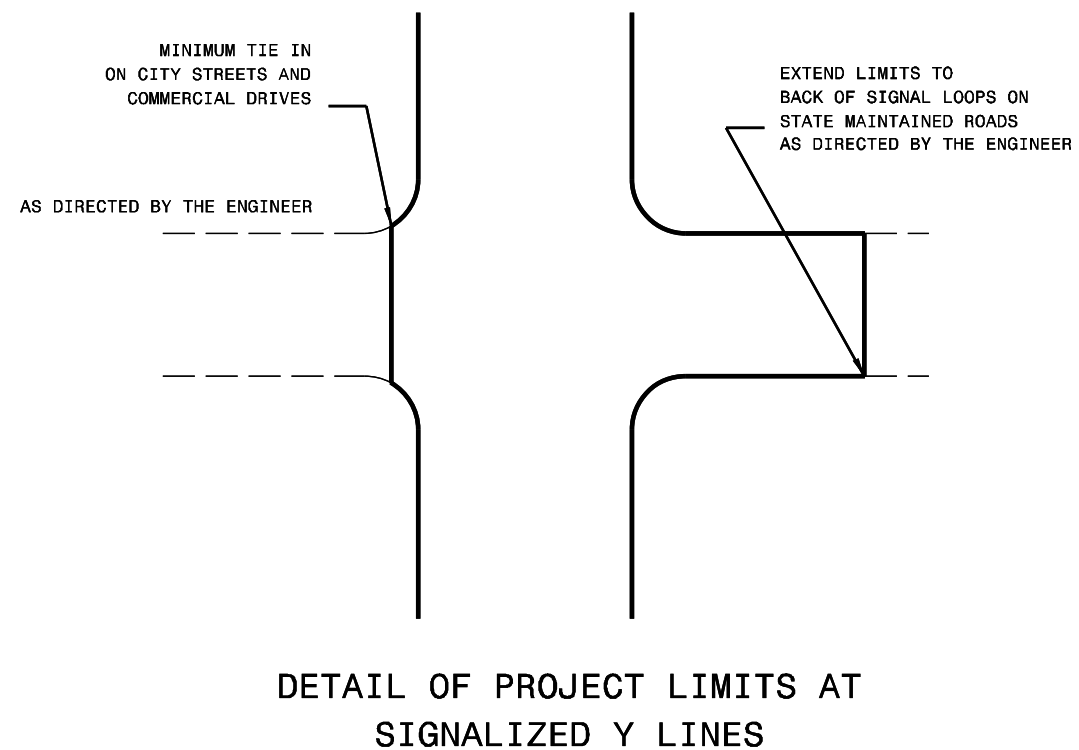 MINIMUM TIE IN
ON CITY STREETS AND
COMMERCIAL DRIVES
AS DIRECTED BY THE ENGINEER
EXTEND LIMITS TO
BACK OF SIGNAL LOOPS ON
STATE MAINTAINED ROADS
AS DIRECTED BY THE ENGINEER
DETAIL OF PROJECT LIMITS AT
SIGNALIZED Y LINES